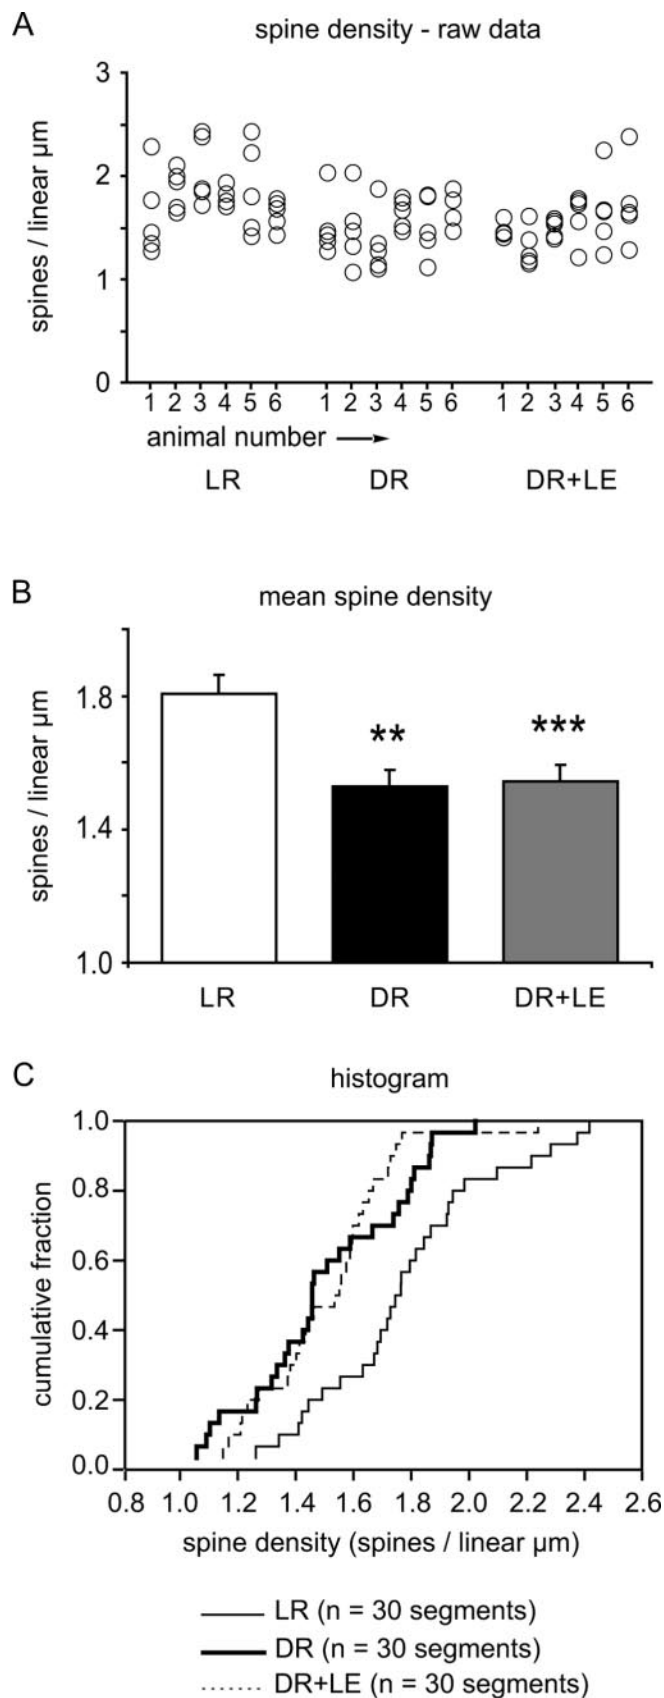 A
spine density - raw data
spines / linear µm
3
2
1
0
1 2 3 4 5 6 1 2 3 4 5 6 1 2 3 4 5 6
animal number
LR DR DR+LE
B
mean spine density
spines / linear µm
1.8
1.4
1.0
** ***
LR DR DR+LE
C
histogram
cumulative fraction
1.0
0.8
0.6
0.4
0.2
0.0
0.8 1.0 1.2 1.4 1.6 1.8 2.0 2.2 2.4 2.6
spine density (spines / linear µm)
LR (n = 30 segments)
DR (n = 30 segments)
DR+LE (n = 30 segments)